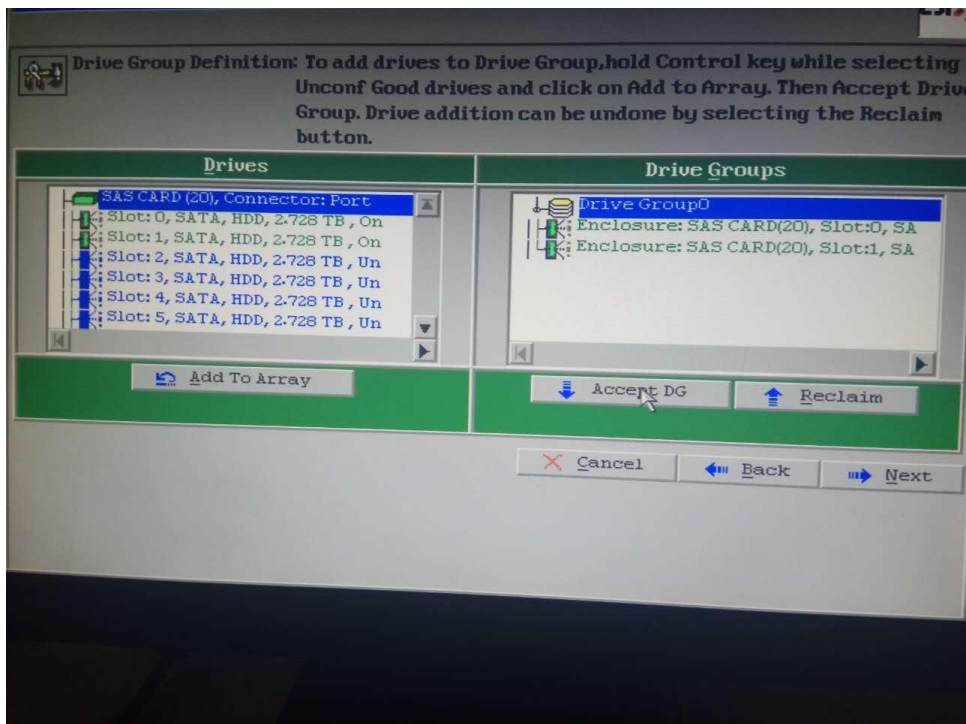 Drive Group Definition: To add drives to Drive Group,hold Control key while selecting
Unconf Good drives and click on Add to Array. Then Accept
Group. Drive addition can be undone by selecting the Reclaim
button.
Drives
SAS CARD (20), Connector: Port
Slot: 0, SATA, HDD, 2.728 TB , On
Slot: 1, SATA, HDD, 2.728 TB , On
Slot: 2, SATA, HDD, 2.728 TB , Un
Slot: 3, SATA, HDD, 2.728 TB , Un
Slot: 4, SATA, HDD, 2.728 TB , Un
Slot: 5, SATA, HDD, 2.728 TB , Un
Add To Array
Drive Groups
Drive Group0
Enclosure: SAS CARD(20), Slot:0, SA
Enclosure: SAS CARD(20), Slot:1, SA
Accept DG
Reclaim
Cancel
Back
Next